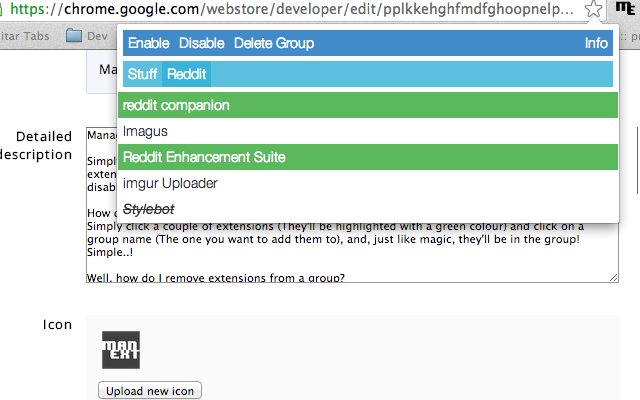 https://chrome.google.com/webstore/developer/edit/pplkkehghfmdfghoopnelp...
itar Tabs
Dev
:: pr
Enable Disable Delete Group Info
Stuff Reddit
reddit companion
Imagus
Reddit Enhancement Suite
imgur Uploader
Stylebot
Ma
Detailed
description
Mana
Simpl
exten
disab
How d
Simply click a couple of extensions (They'll be highlighted with a green colour) and click on a
group name (The one you want to add them to), and, just like magic, they'll be in the group!
Simple..!
Well, how do I remove extensions from a group?
Icon
MAN
EXT
Upload new icon